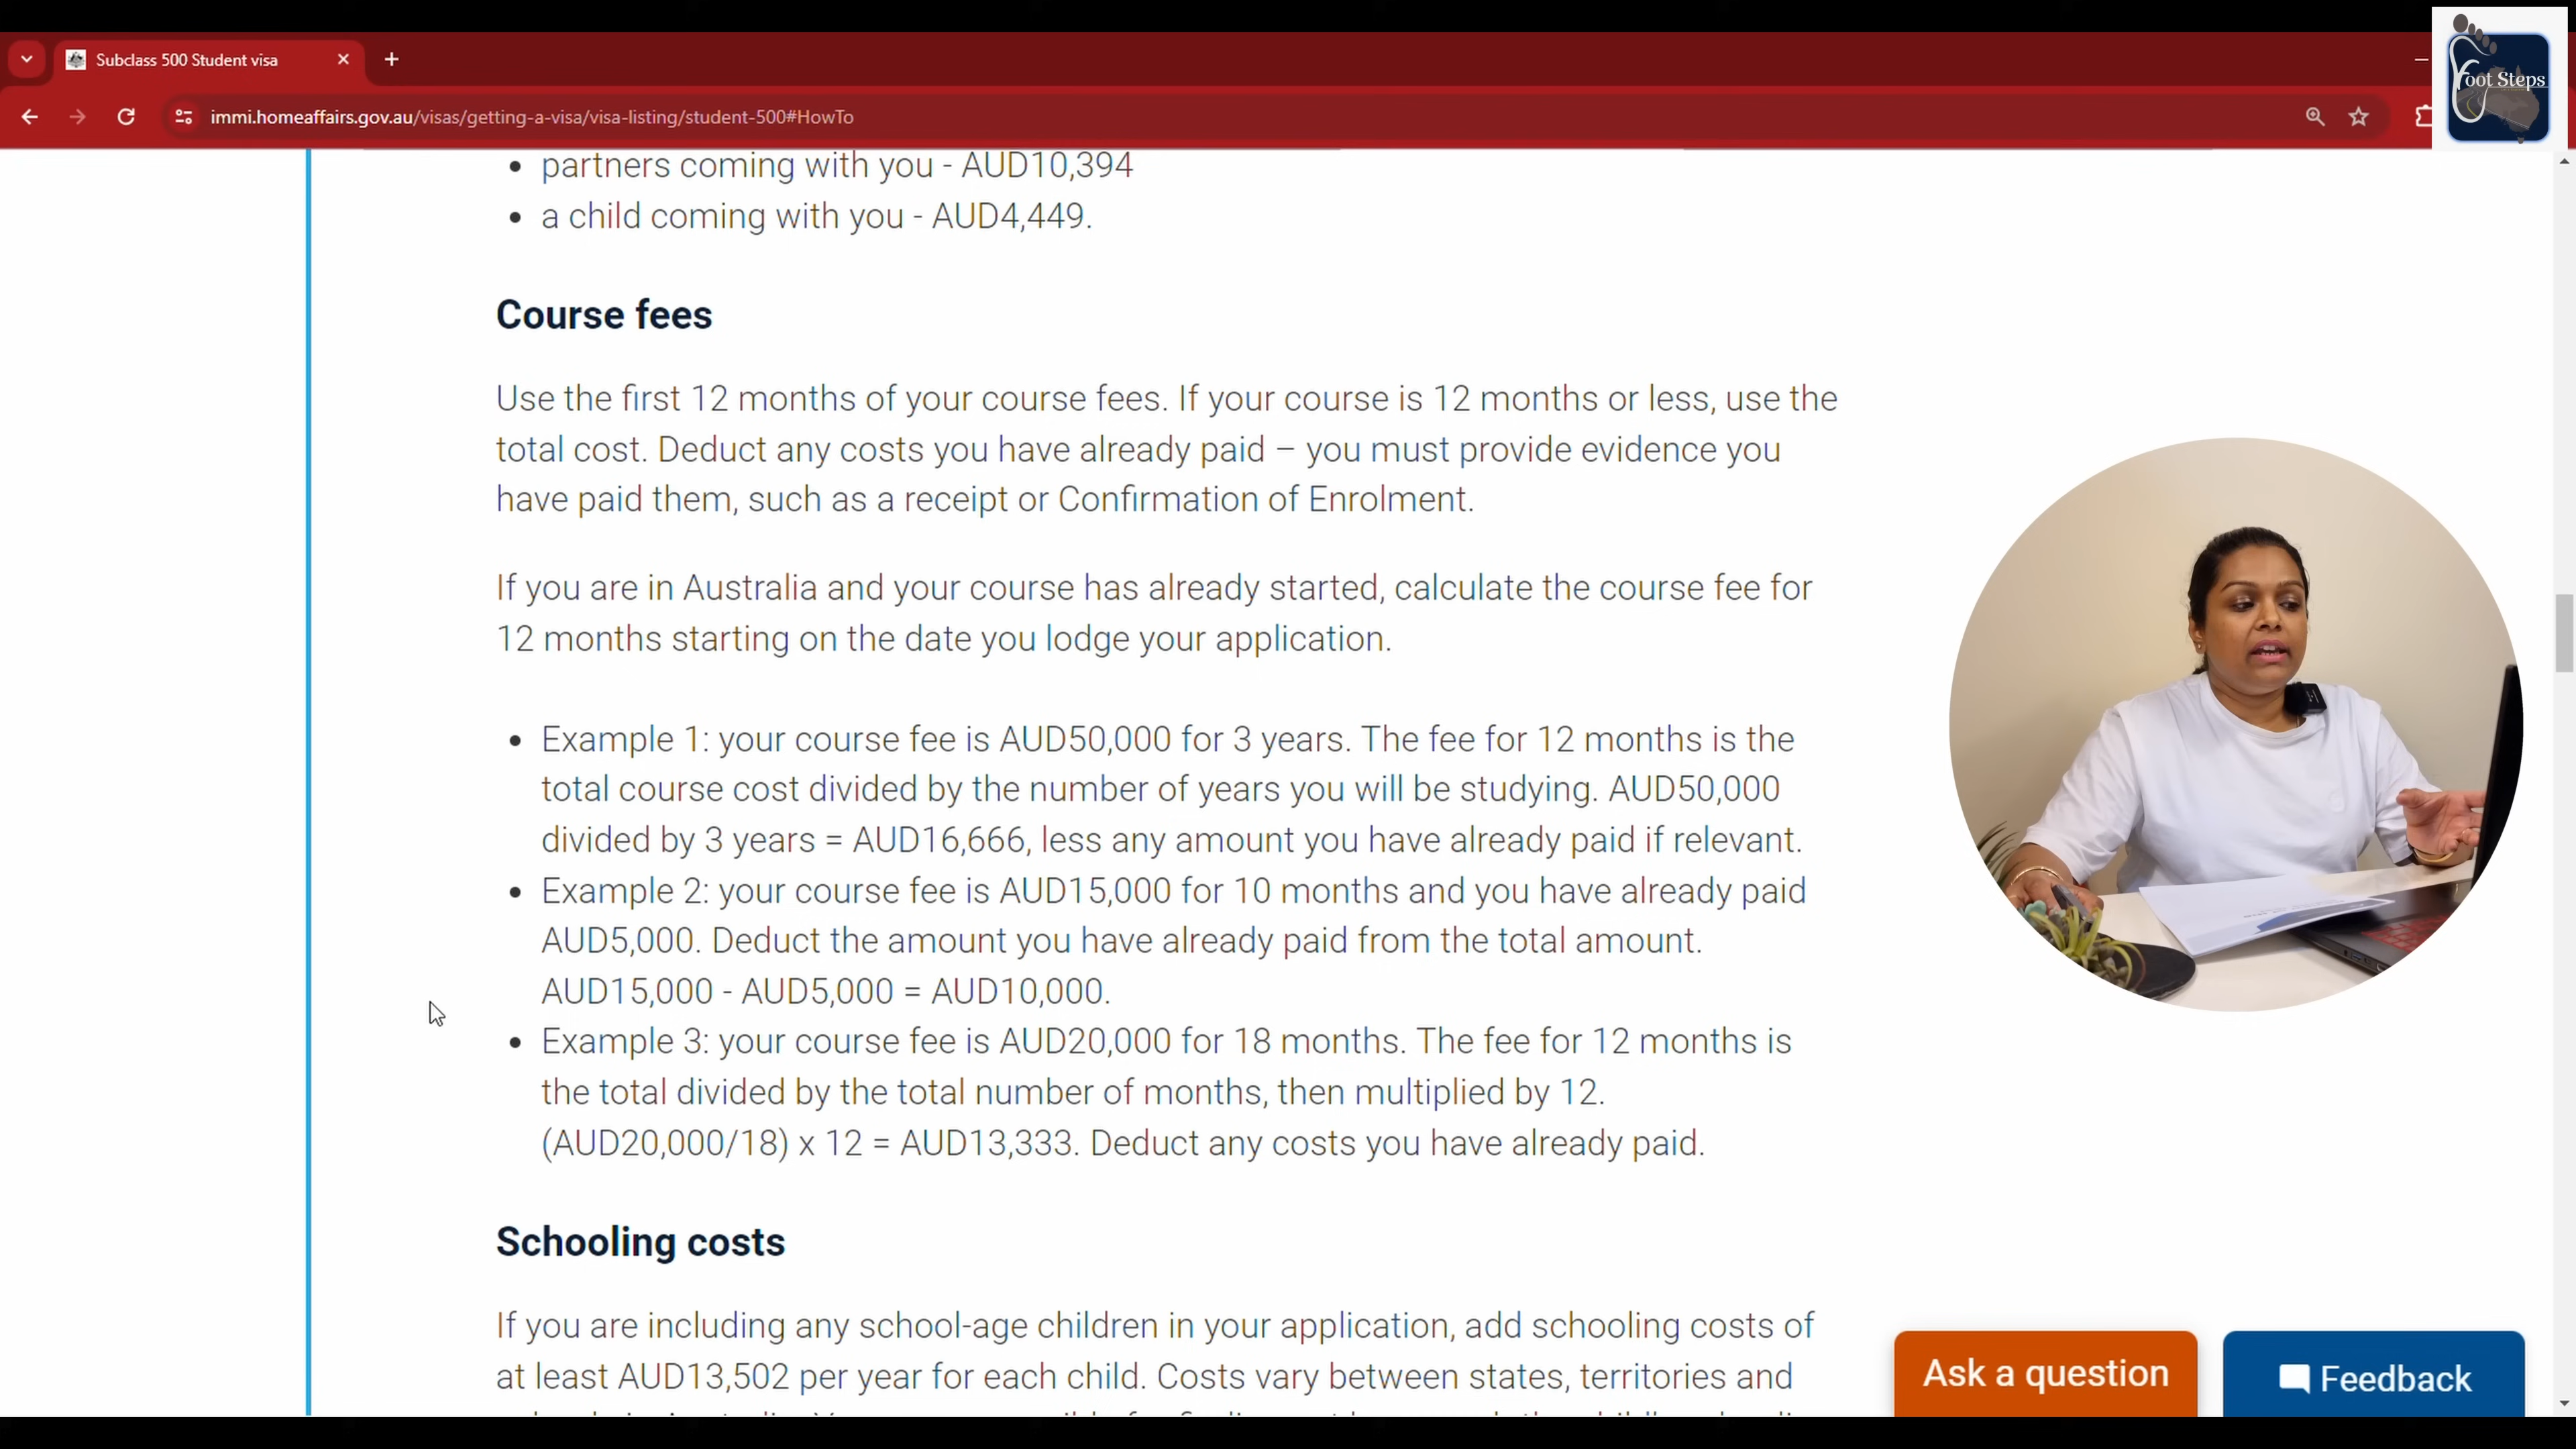 Foot Steps
Subclass 500 Student visa
immi.homeaffairs.gov.au/visas/getting-a-visa/visa-listing/student-500#HowTo
• partners coming with you - AUD10,394
• a child coming with you - AUD4,449.
Course fees
Use the first 12 months of your course fees. If your course is 12 months or less, use the
total cost. Deduct any costs you have already paid – you must provide evidence you
have paid them, such as a receipt or Confirmation of Enrolment.
If you are in Australia and your course has already started, calculate the course fee for
12 months starting on the date you lodge your application.
• Example 1: your course fee is AUD50,000 for 3 years. The fee for 12 months is the
total course cost divided by the number of years you will be studying. AUD50,000
divided by 3 years = AUD16,666, less any amount you have already paid if relevant.
• Example 2: your course fee is AUD15,000 for 10 months and you have already paid
AUD5,000. Deduct the amount you have already paid from the total amount.
AUD15,000 - AUD5,000 = AUD10,000.
• Example 3: your course fee is AUD20,000 for 18 months. The fee for 12 months is
the total divided by the total number of months, then multiplied by 12.
(AUD20,000/18) x 12 = AUD13,333. Deduct any costs you have already paid.
Schooling costs
If you are including any school-age children in your application, add schooling costs of
at least AUD13,502 per year for each child. Costs vary between states, territories and
Ask a question
Feedback